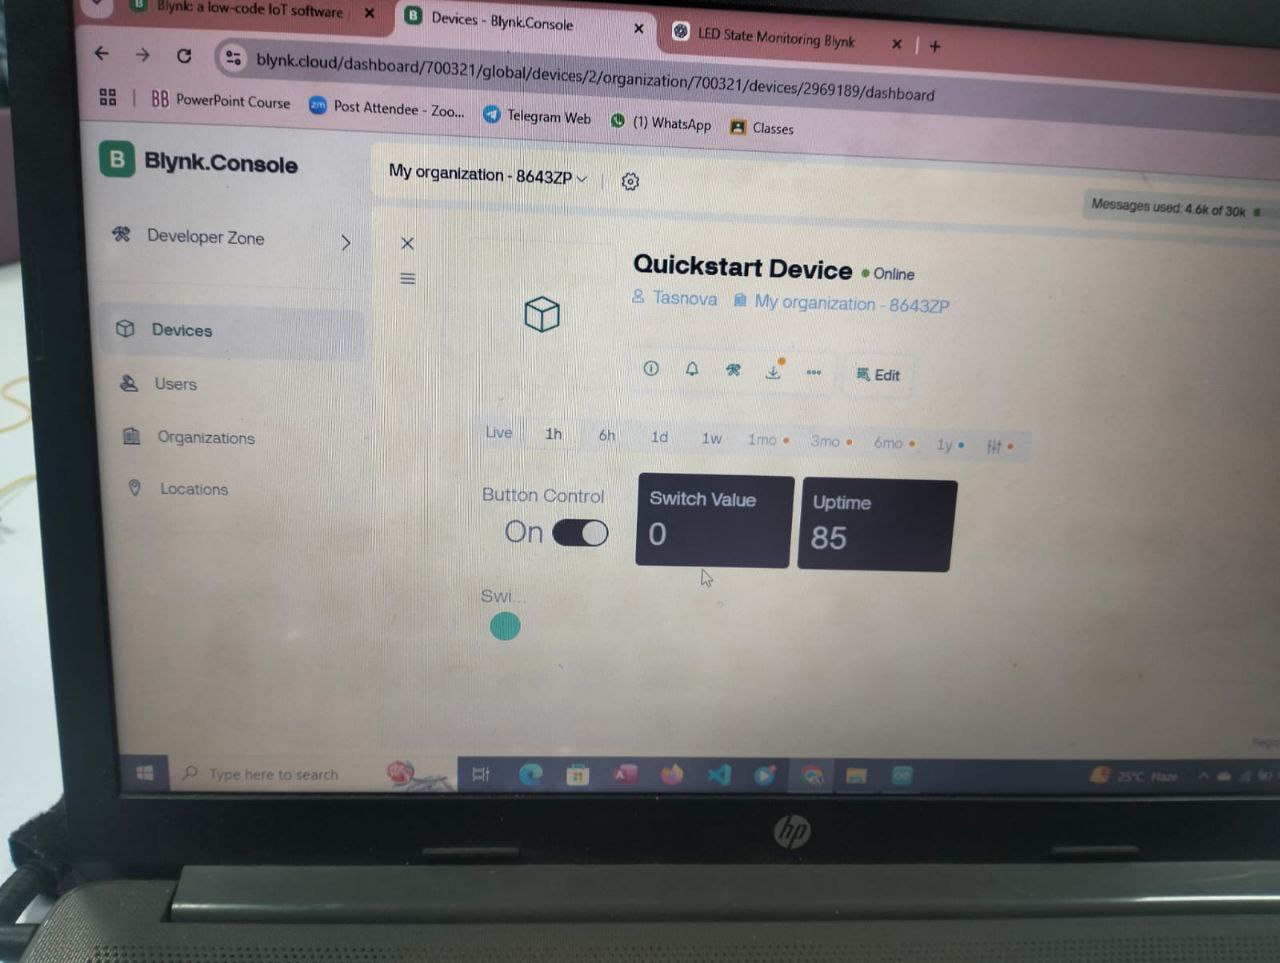 Blynk: a low-code IoT software
Devices - Blynk.Console
LED State Monitoring Blynk
blynk.cloud/dashboard/700321/global/devices/2/organization/700321/devices/2969189/dashboard
BB PowerPoint Course
zm Post Attendee - Zoo...
Telegram Web
(1) WhatsApp
Classes
B Blynk.Console
My organization - 8643ZP
Messages used: 4.6k of 30k
Developer Zone
Devices
Users
Organizations
Locations
Quickstart Device Online
Tasnova My organization - 8643ZP
Edit
Live 1h 6h 1d 1w 1mo 3mo 6mo 1y
Button Control
On
Switch Value
0
Uptime
85
Swi...
Type here to search
25°C Haze
hp